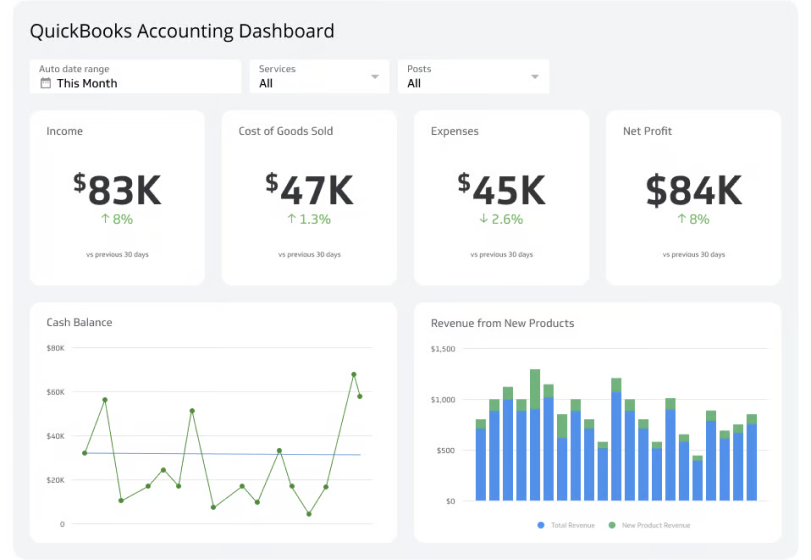 QuickBooks Accounting Dashboard
Auto date range
This Month
Services
All
Posts
All
Income
$83K
↑ 8%
vs previous 30 days
Cost of Goods Sold
$47K
↑ 1.3%
vs previous 30 days
Expenses
$45K
↓ 2.6%
vs previous 30 days
Net Profit
$84K
↑ 8%
vs previous 30 days
Cash Balance
$80K
$60K
$40K
$20K
0
Revenue from New Products
$1,500
$1,000
$500
$0
Total Revenue
New Product Revenue